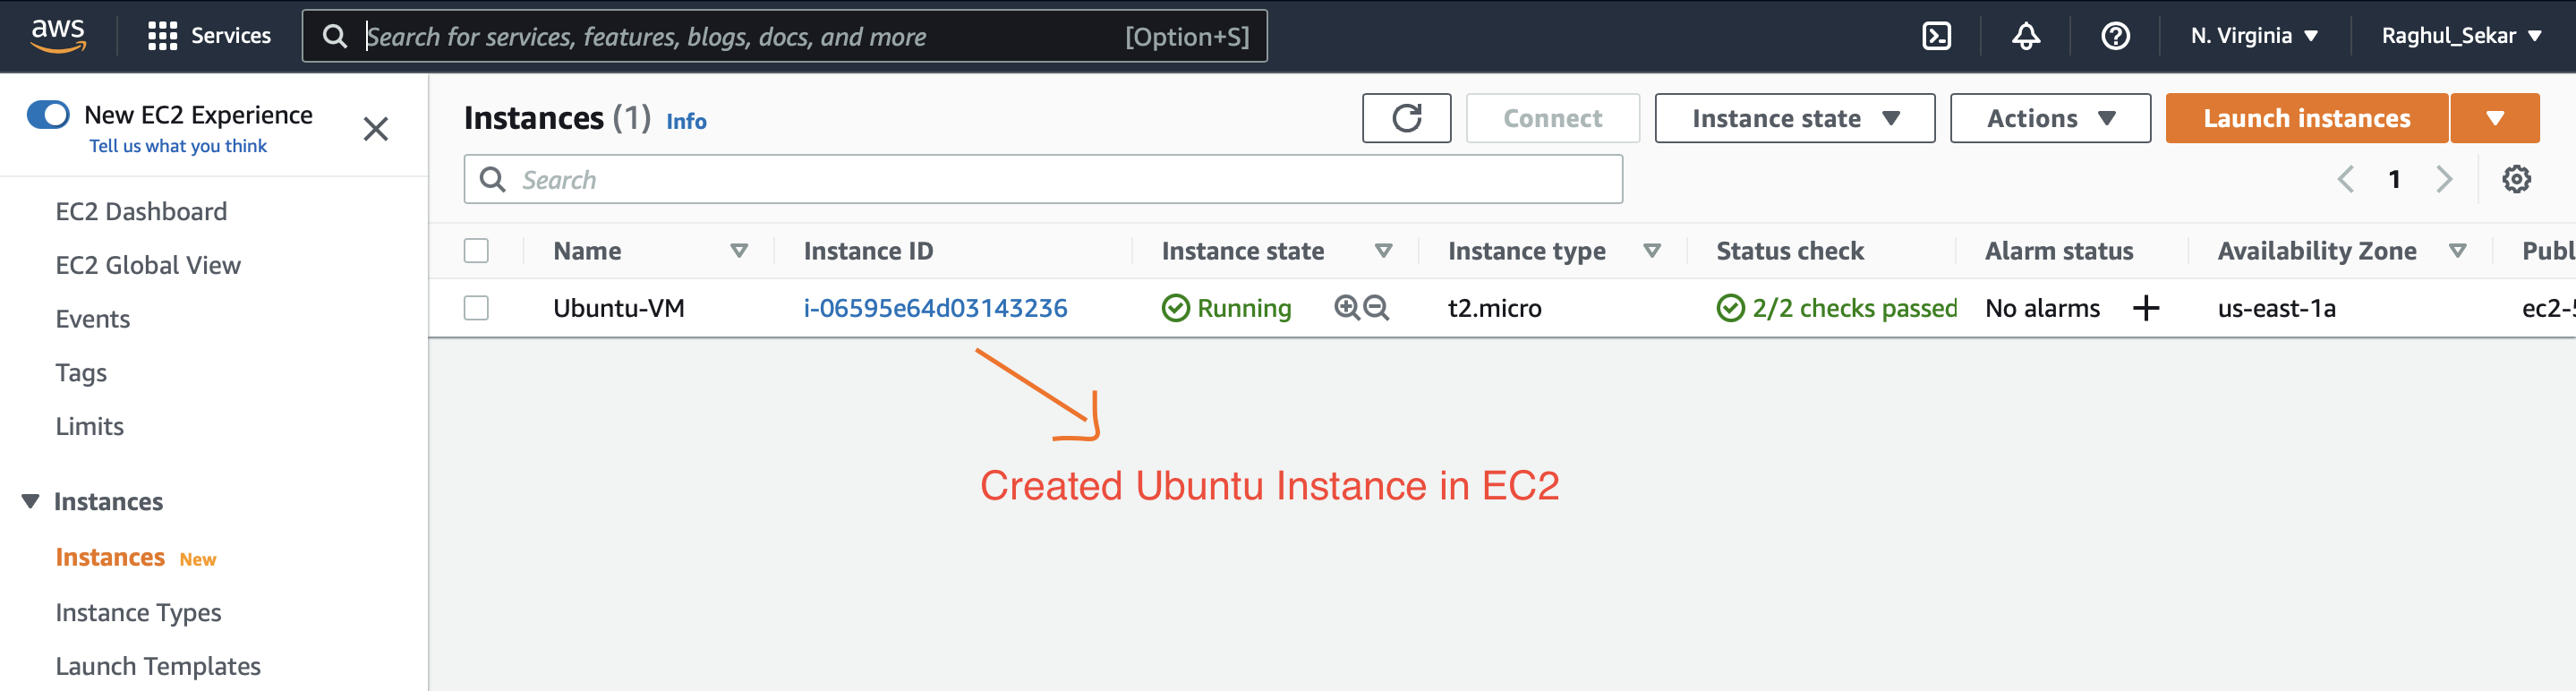 aws Services Search for services, features, blogs, docs, and more [Option+S] N. Virginia Raghul_Sekar
New EC2 Experience
Tell us what you think
EC2 Dashboard
EC2 Global View
Events
Tags
Limits
Instances
Instances New
Instance Types
Launch Templates
Instances (1) Info Connect Instance state Actions Launch instances
Search 1
Name Instance ID Instance state Instance type Status check Alarm status Availability Zone Publ
Ubuntu-VM i-06595e64d03143236 Running t2.micro 2/2 checks passed No alarms us-east-1a ec2-5
Created Ubuntu Instance in EC2